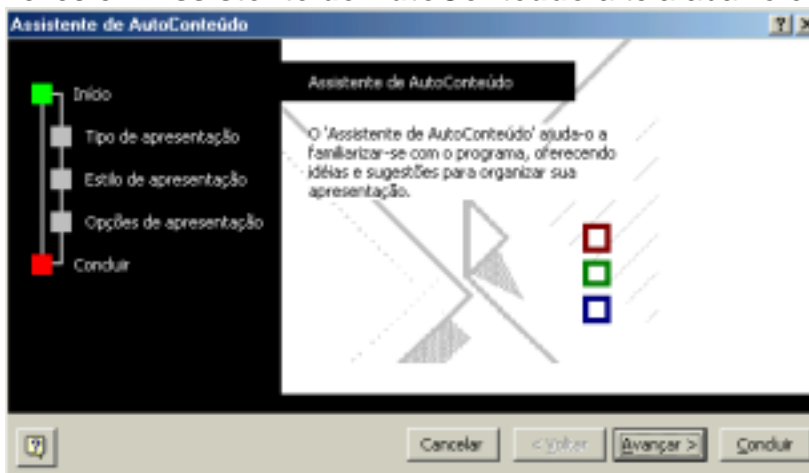 Assistente de AutoConteúdo
Início
Tipo de apresentação
Estilo de apresentação
Opções de apresentação
Concluir
Assistente de AutoConteúdo
O 'Assistente de AutoConteúdo' ajuda-o a
familiarizar-se com o programa, oferecendo
idéias e sugestões para organizar sua
apresentação.
Cancelar
< Voltar
Avançar >
Concluir